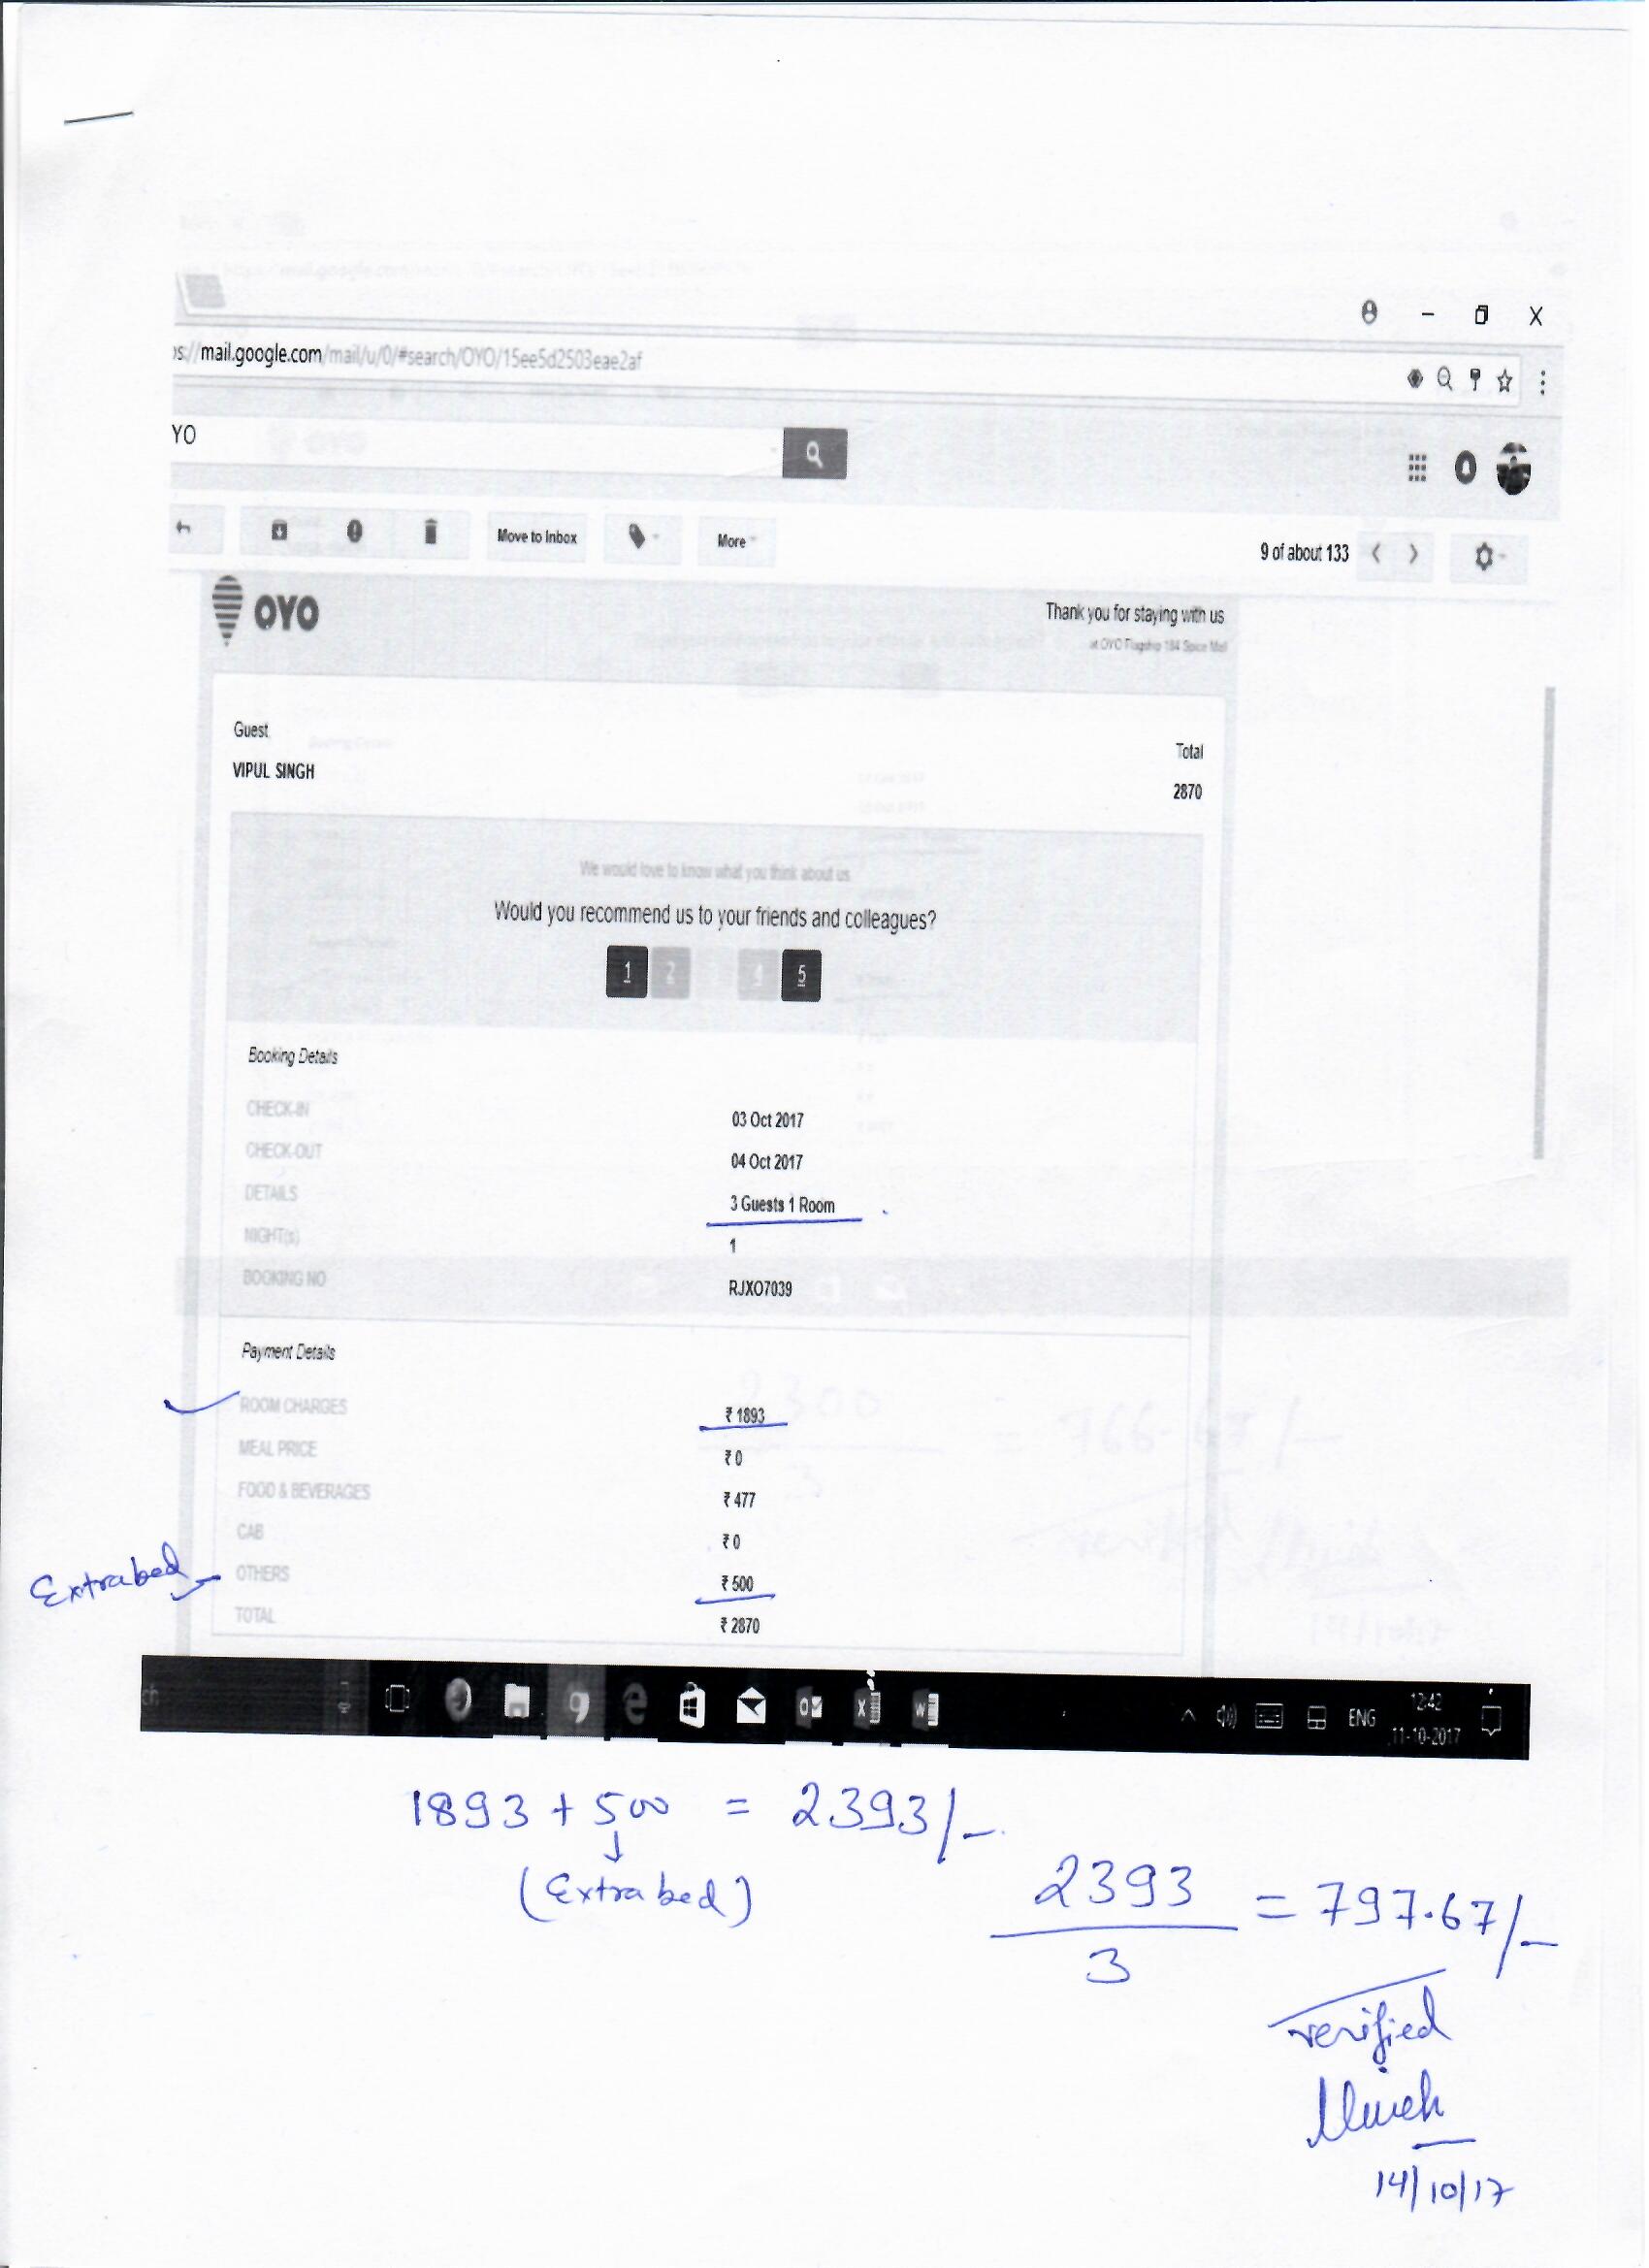 s://mail.google.com/mail/u/0/#search/OYO/15ee5d2503eae2af
YO
Move to Inbox
More
9 of about 133
OYO
Thank you for staying with us
at OYO Flagship 184 Spice Mall
Guest
Total
VIPUL SINGH
2870
We would love to know what you think about us
Would you recommend us to your friends and colleagues?
1 2 4 5
Booking Details
CHECK-IN 03 Oct 2017
CHECK-OUT 04 Oct 2017
DETAILS 3 Guests 1 Room
NIGHT(s) 1
BOOKING NO RJXO7039
Payment Details
ROOM CHARGES ₹ 1893
MEAL PRICE ₹ 0
FOOD & BEVERAGES ₹ 477
CAB ₹ 0
Extrabed OTHERS ₹ 500
TOTAL ₹ 2870
ch
ENG
12:42
11-10-2017
1893 + 500 = 2393/-
(Extra bed)
2393
3
= 797.67/-
verified
14/10/17